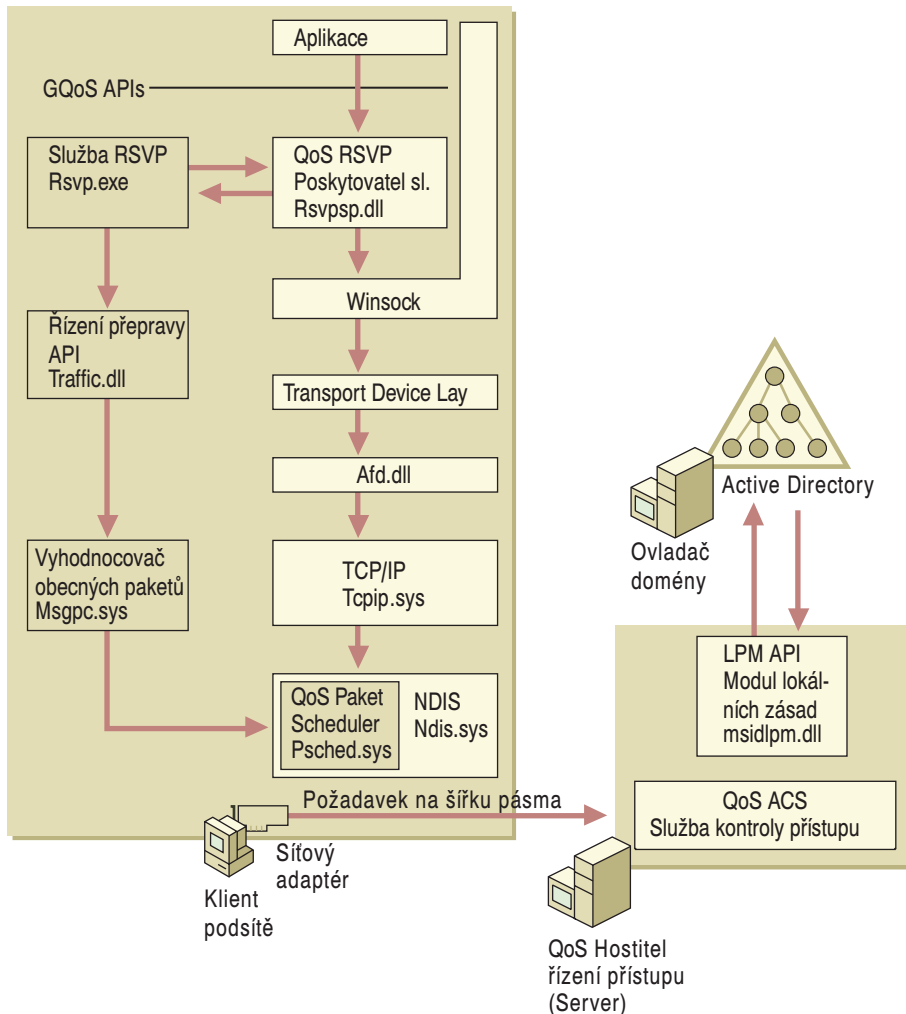 Aplikace
GQoS APIs
Služba RSVP
Rsvp.exe
QoS RSVP
Poskytovatel sl.
Rsvpsp.dll
Winsock
Řízení přepravy
API
Traffic.dll
Transport Device Lay
Afd.dll
Vyhodnocovač
obecných paketů
Msgpc.sys
TCP/IP
Tcpip.sys
QoS Paket
Scheduler
Psched.sys
NDIS
Ndis.sys
Active Directory
Ovladač
domény
LPM API
Modul lokál-
ních zásad
msidlpm.dll
QoS ACS
Služba kontroly přístupu
Požadavek na šířku pásma
Síťový
adaptér
Klient
podsítě
QoS Hostitel
řízení přístupu
(Server)